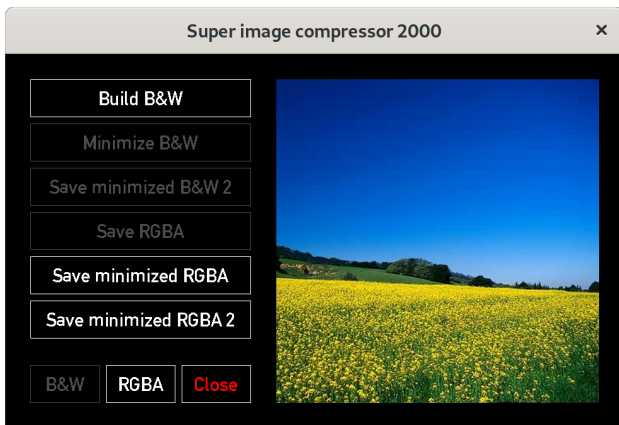 Super image compressor 2000 ×
Build B&W
Minimize B&W
Save minimized B&W 2
Save RGBA
Save minimized RGBA
Save minimized RGBA 2
B&W RGBA Close